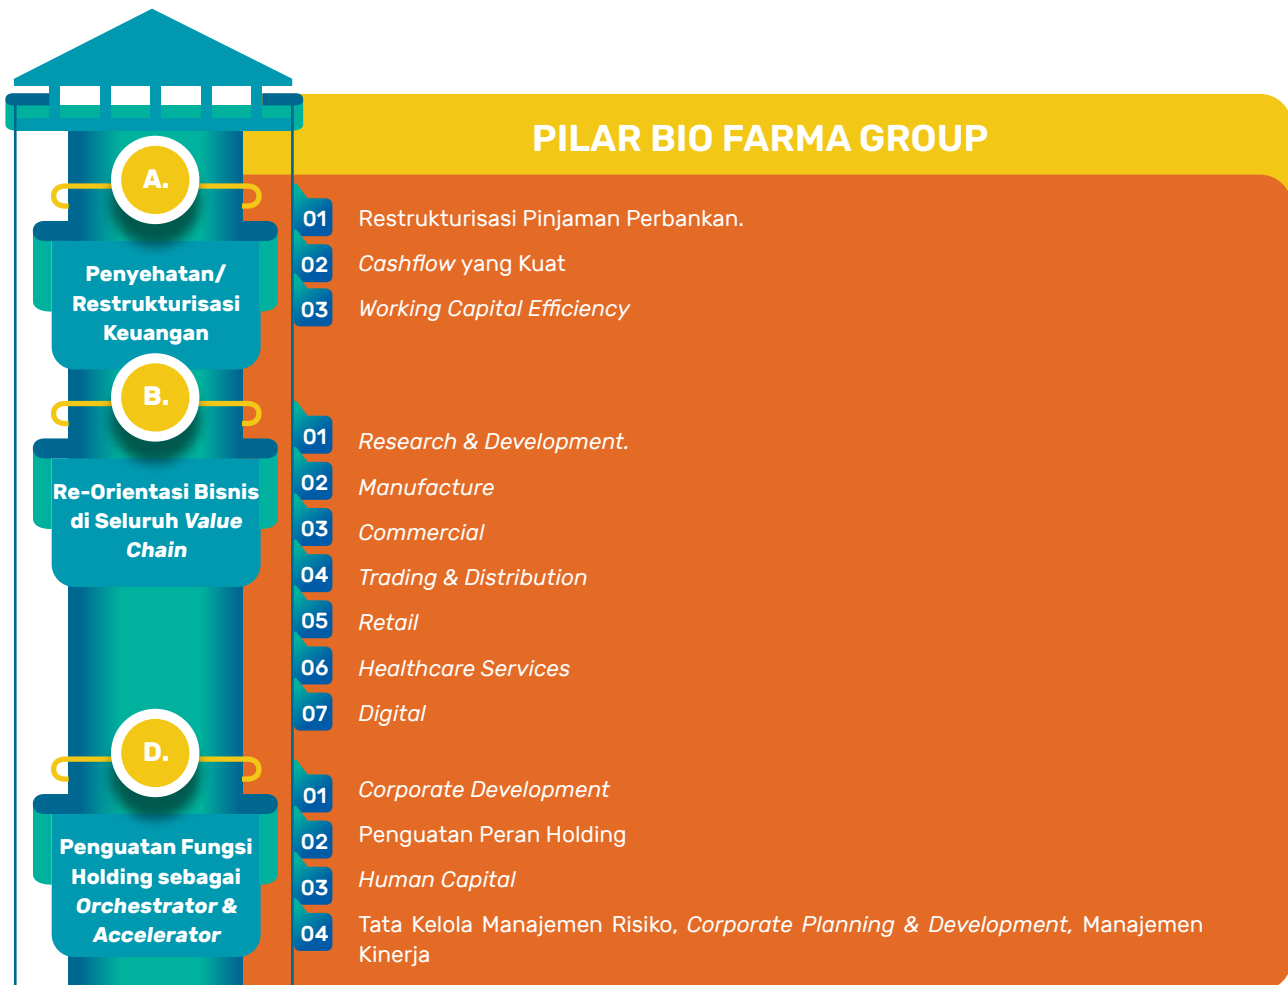 PILAR BIO FARMA GROUP
A.
Penyehatan/
Restrukturisasi
Keuangan
01 Restrukturisasi Pinjaman Perbankan.
02 Cashflow yang Kuat
03 Working Capital Efficiency
B.
Re-Orientasi Bisnis
di Seluruh Value
Chain
01 Research & Development.
02 Manufacture
03 Commercial
04 Trading & Distribution
05 Retail
06 Healthcare Services
07 Digital
D.
Penguatan Fungsi
Holding sebagai
Orchestrator &
Accelerator
01 Corporate Development
02 Penguatan Peran Holding
03 Human Capital
04 Tata Kelola Manajemen Risiko, Corporate Planning & Development, Manajemen
Kinerja